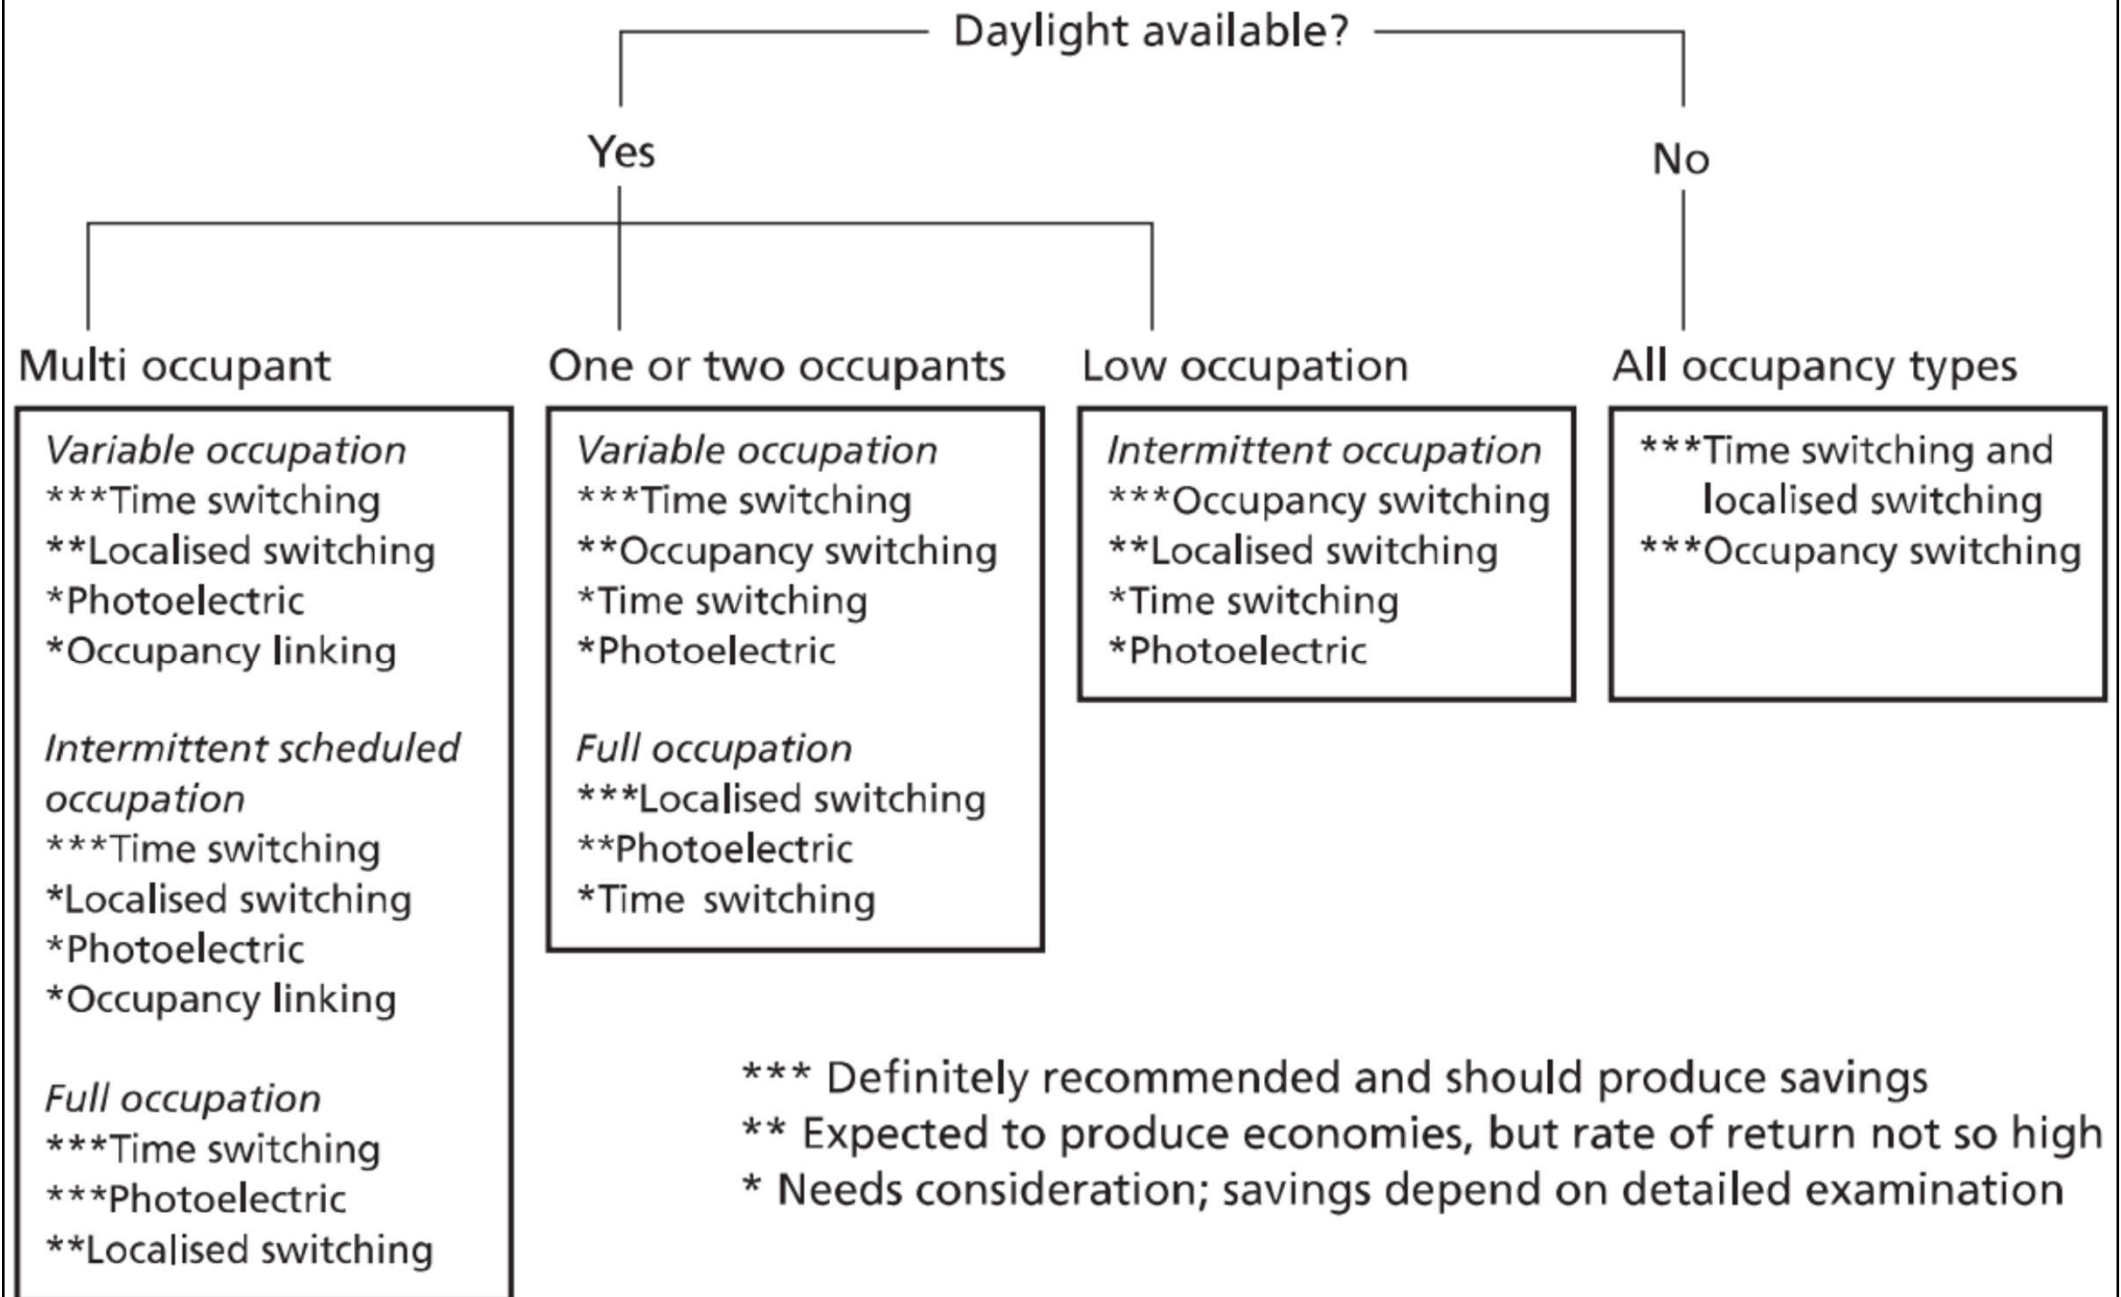 Daylight available?
Yes
No
Multi occupant
Variable occupation
***Time switching
**Localised switching
*Photoelectric
*Occupancy linking
Intermittent scheduled
occupation
***Time switching
*Localised switching
*Photoelectric
*Occupancy linking
Full occupation
***Time switching
***Photoelectric
**Localised switching
One or two occupants
Variable occupation
***Time switching
**Occupancy switching
*Time switching
*Photoelectric
Full occupation
***Localised switching
**Photoelectric
*Time switching
Low occupation
Intermittent occupation
***Occupancy switching
**Localised switching
*Time switching
*Photoelectric
All occupancy types
***Time switching and
localised switching
***Occupancy switching
*** Definitely recommended and should produce savings
** Expected to produce economies, but rate of return not so high
* Needs consideration; savings depend on detailed examination